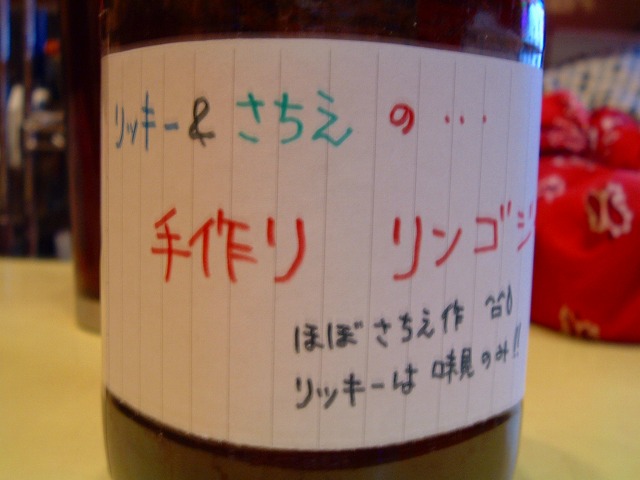 リッキー&さちえの...
手作り リンゴジ
ほぼさちえ作 ^^;
リッキーは味見のみ!!